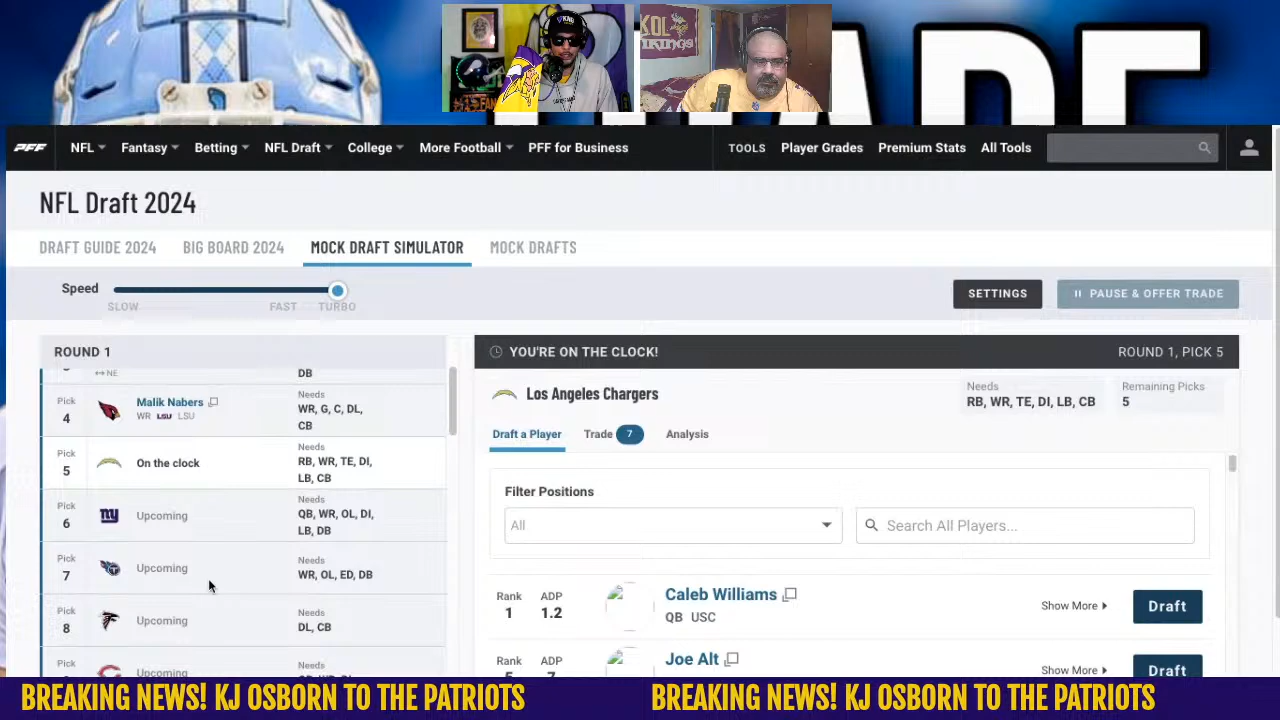 KOL
VIKINGS
PFF
NFL
Fantasy
Betting
NFL Draft
College
More Football
PFF for Business
TOOLS
Player Grades
Premium Stats
All Tools
NFL Draft 2024
DRAFT GUIDE 2024
BIG BOARD 2024
MOCK DRAFT SIMULATOR
MOCK DRAFTS
Speed
SLOW
FAST
TURBO
SETTINGS
PAUSE & OFFER TRADE
ROUND 1
NE
DB
Pick
4
Malik Nabers
WR LSU LSU
Needs
WR, G, C, DL,
CB
Pick
5
On the clock
Needs
RB, WR, TE, DI,
LB, CB
Pick
6
Upcoming
Needs
QB, WR, OL, DI,
LB, DB
Pick
7
Upcoming
Needs
WR, OL, ED, DB
Pick
8
Upcoming
Needs
DL, CB
Pick
Upcoming
Needs
YOU'RE ON THE CLOCK!
ROUND 1, PICK 5
Los Angeles Chargers
Needs
RB, WR, TE, DI, LB, CB
Remaining Picks
5
Draft a Player
Trade 7
Analysis
Filter Positions
All
Search All Players...
Rank
1
ADP
1.2
Caleb Williams
QB USC
Show More
Draft
Rank
5
ADP
7
Joe Alt
Show More
Draft
BREAKING NEWS! KJ OSBORN TO THE PATRIOTS
BREAKING NEWS! KJ OSBORN TO THE PATRIOTS